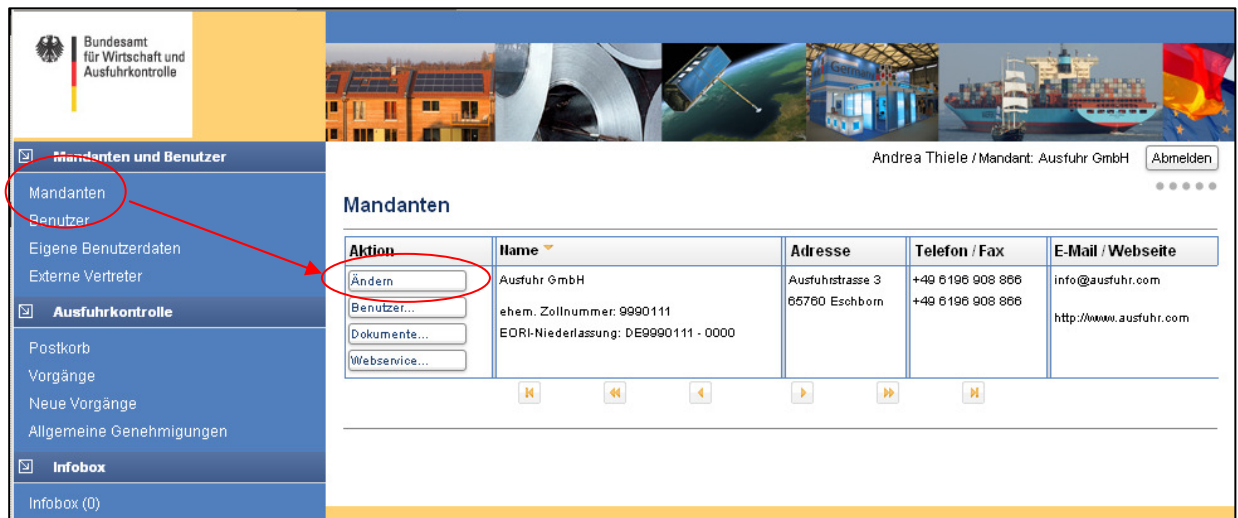 Bundesamt
für Wirtschaft und
Ausfuhrkontrolle
Germany
Mandanten und Benutzer
Mandanten
Benutzer
Eigene Benutzerdaten
Externe Vertreter
Ausfuhrkontrolle
Postkorb
Vorgänge
Neue Vorgänge
Allgemeine Genehmigungen
Infobox
Infobox (0)
Andrea Thiele / Mandant: Ausfuhr GmbH Abmelden
Mandanten
Aktion Name Adresse Telefon / Fax E-Mail / Webseite
Ändern
Benutzer...
Dokumente...
Webservice...
Ausfuhr GmbH
ehem. Zollnummer: 9990111
EORI-Niederlassung: DE9990111 - 0000
Ausfuhrstrasse 3
65760 Eschborn
+49 6196 908 866
+49 6196 908 866
info@ausfuhr.com
http://www.ausfuhr.com